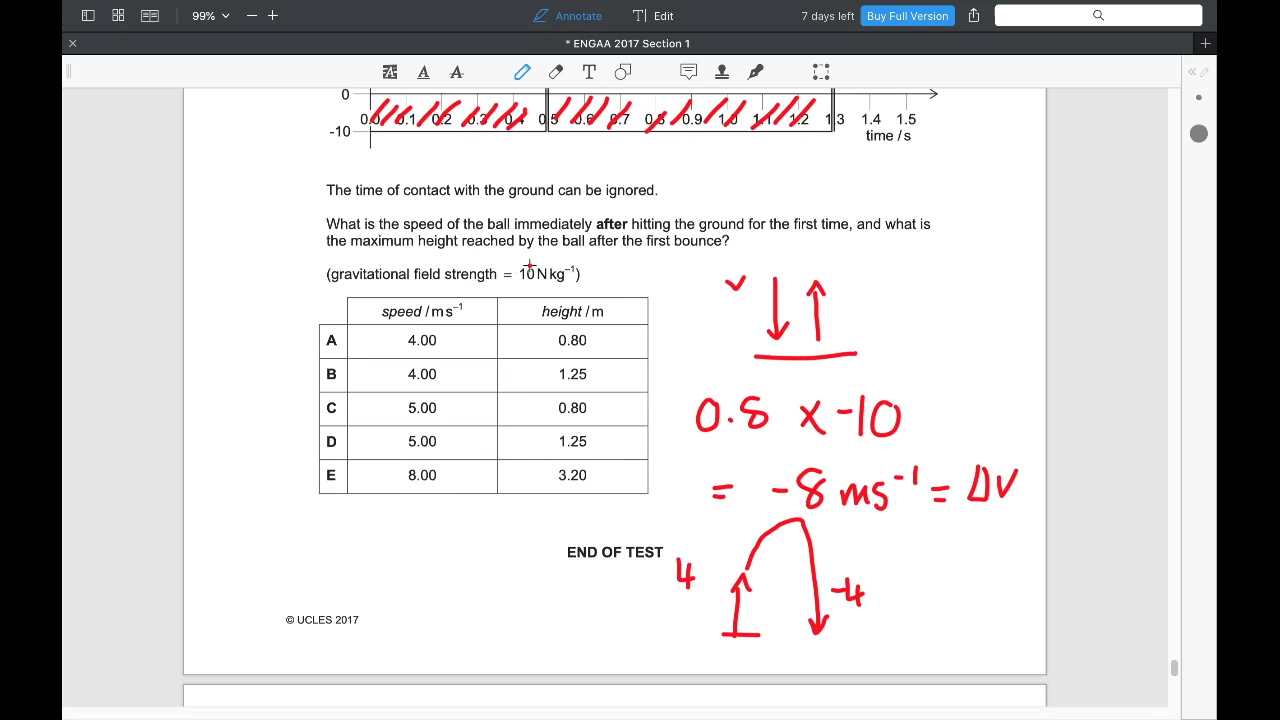 99%
Annotate
Edit
7 days left
Buy Full Version
* ENGAA 2017 Section 1
0
0.0 0.1 0.2 0.3 0.4 0.5 0.6 0.7 0.8 0.9 1.0 1.1 1.2 1.3 1.4 1.5
-10
time / s
The time of contact with the ground can be ignored.
What is the speed of the ball immediately after hitting the ground for the first time, and what is
the maximum height reached by the ball after the first bounce?
(gravitational field strength = 10 N kg⁻¹)
speed / m s⁻¹ height / m
A 4.00 0.80
B 4.00 1.25
C 5.00 0.80
D 5.00 1.25
E 8.00 3.20
v
0.8 x -10
= -8 ms⁻¹ = ΔV
4
-4
END OF TEST
© UCLES 2017